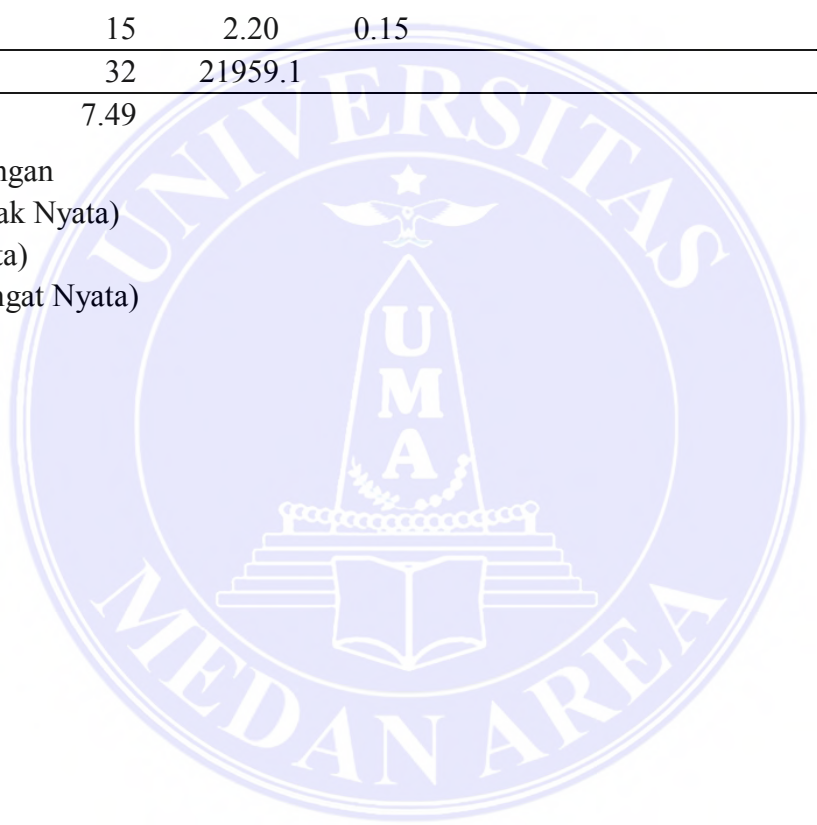 15 2.20 0.15
32 21959.1
7.49
ngan
ak Nyata)
ta)
ngat Nyata)
UNIVERSITAS
UMA
MEDAN AREA